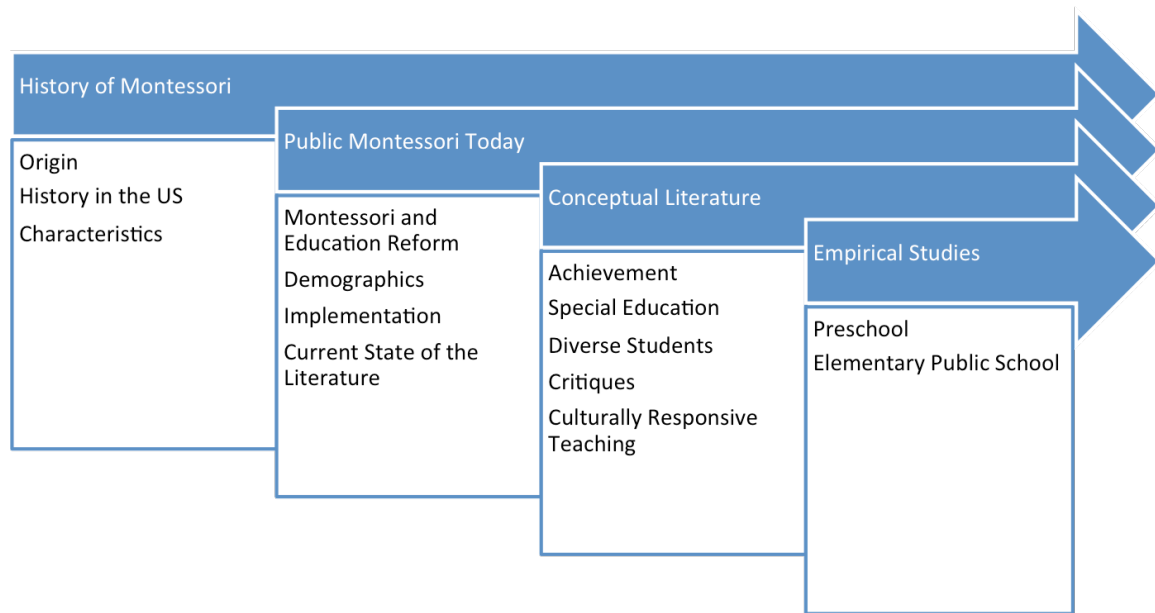 History of Montessori
Origin
History in the US
Characteristics
Public Montessori Today
Montessori and
Education Reform
Demographics
Implementation
Current State of the
Literature
Conceptual Literature
Achievement
Special Education
Diverse Students
Critiques
Culturally Responsive
Teaching
Empirical Studies
Preschool
Elementary Public School